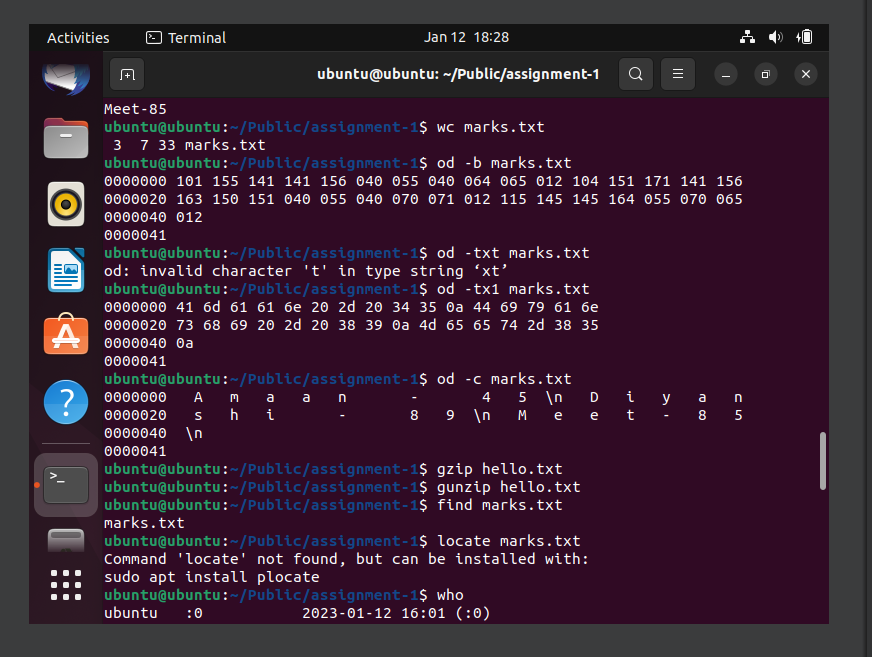 Activities Terminal Jan 12 18:28
ubuntu@ubuntu: ~/Public/assignment-1
Meet-85
ubuntu@ubuntu:~/Public/assignment-1$ wc marks.txt
 3  7 33 marks.txt
ubuntu@ubuntu:~/Public/assignment-1$ od -b marks.txt
0000000 101 155 141 141 156 040 055 040 064 065 012 104 151 171 141 156
0000020 163 150 151 040 055 040 070 071 012 115 145 145 164 055 070 065
0000040 012
0000041
ubuntu@ubuntu:~/Public/assignment-1$ od -txt marks.txt
od: invalid character 't' in type string ‘xt’
ubuntu@ubuntu:~/Public/assignment-1$ od -tx1 marks.txt
0000000 41 6d 61 61 6e 20 2d 20 34 35 0a 44 69 79 61 6e
0000020 73 68 69 20 2d 20 38 39 0a 4d 65 65 74 2d 38 35
0000040 0a
0000041
ubuntu@ubuntu:~/Public/assignment-1$ od -c marks.txt
0000000   A   m   a   a   n       -       4   5  \n   D   i   y   a   n
0000020   s   h   i       -       8   9  \n   M   e   e   t   -   8   5
0000040  \n
0000041
ubuntu@ubuntu:~/Public/assignment-1$ gzip hello.txt
ubuntu@ubuntu:~/Public/assignment-1$ gunzip hello.txt
ubuntu@ubuntu:~/Public/assignment-1$ find marks.txt
marks.txt
ubuntu@ubuntu:~/Public/assignment-1$ locate marks.txt
Command 'locate' not found, but can be installed with:
sudo apt install plocate
ubuntu@ubuntu:~/Public/assignment-1$ who
ubuntu   :0           2023-01-12 16:01 (:0)